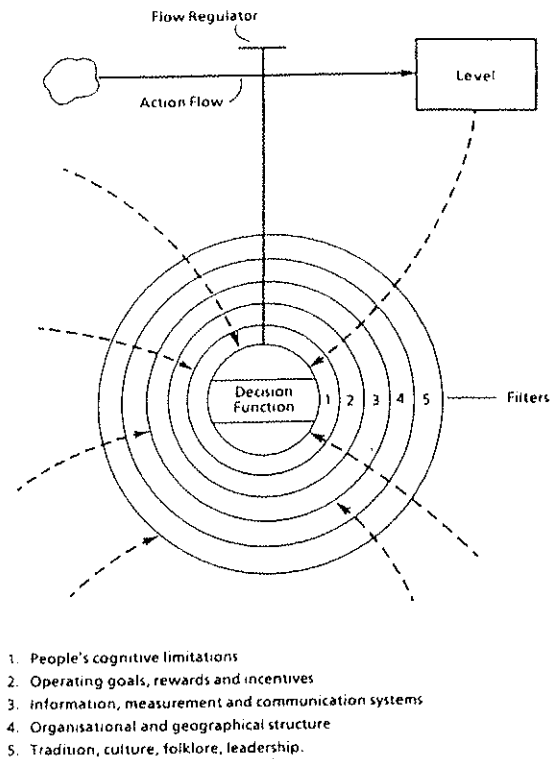 Flow Regulator
Level
Action Flow
Decision
Function
1 2 3 4 5
Filters
1. People's cognitive limitations
2. Operating goals, rewards and incentives
3. Information, measurement and communication systems
4. Organisational and geographical structure
5. Tradition, culture, folklore, leadership.